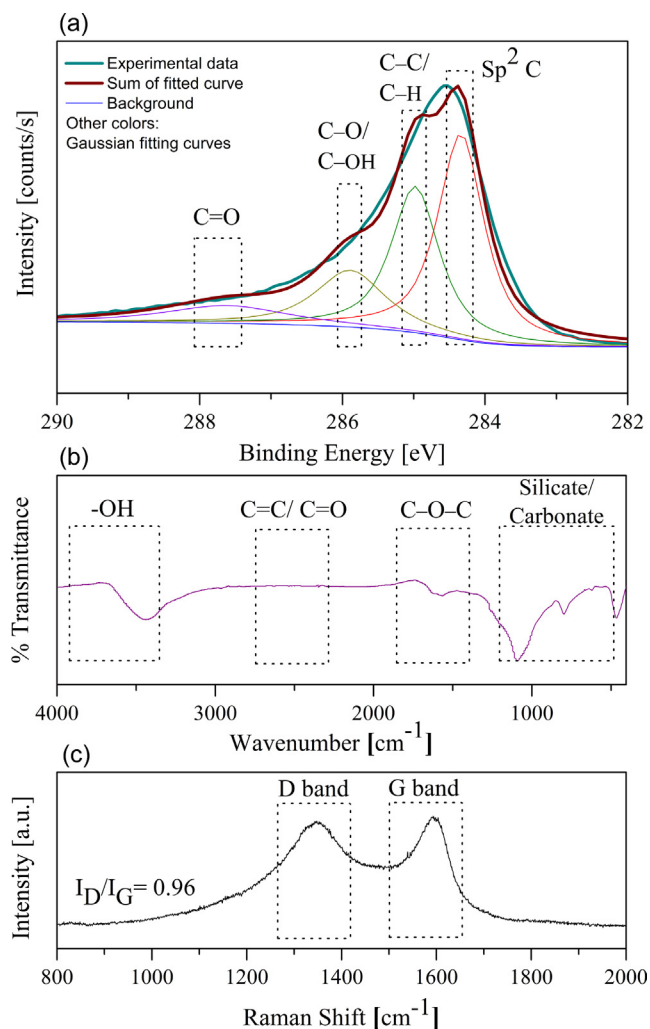 (a)
Experimental data
Sum of fitted curve
Background
Other colors:
Gaussian fitting curves
C=O
C–O/
C–OH
C–C/
C–H
Sp² C
Intensity [counts/s]
290 288 286 284 282
Binding Energy [eV]
(b)
-OH
C=C/ C=O
C–O–C
Silicate/
Carbonate
% Transmittance
4000 3000 2000 1000
Wavenumber [cm⁻¹]
(c)
D band
G band
I_D/I_G= 0.96
Intensity [a.u.]
800 1000 1200 1400 1600 1800 2000
Raman Shift [cm⁻¹]